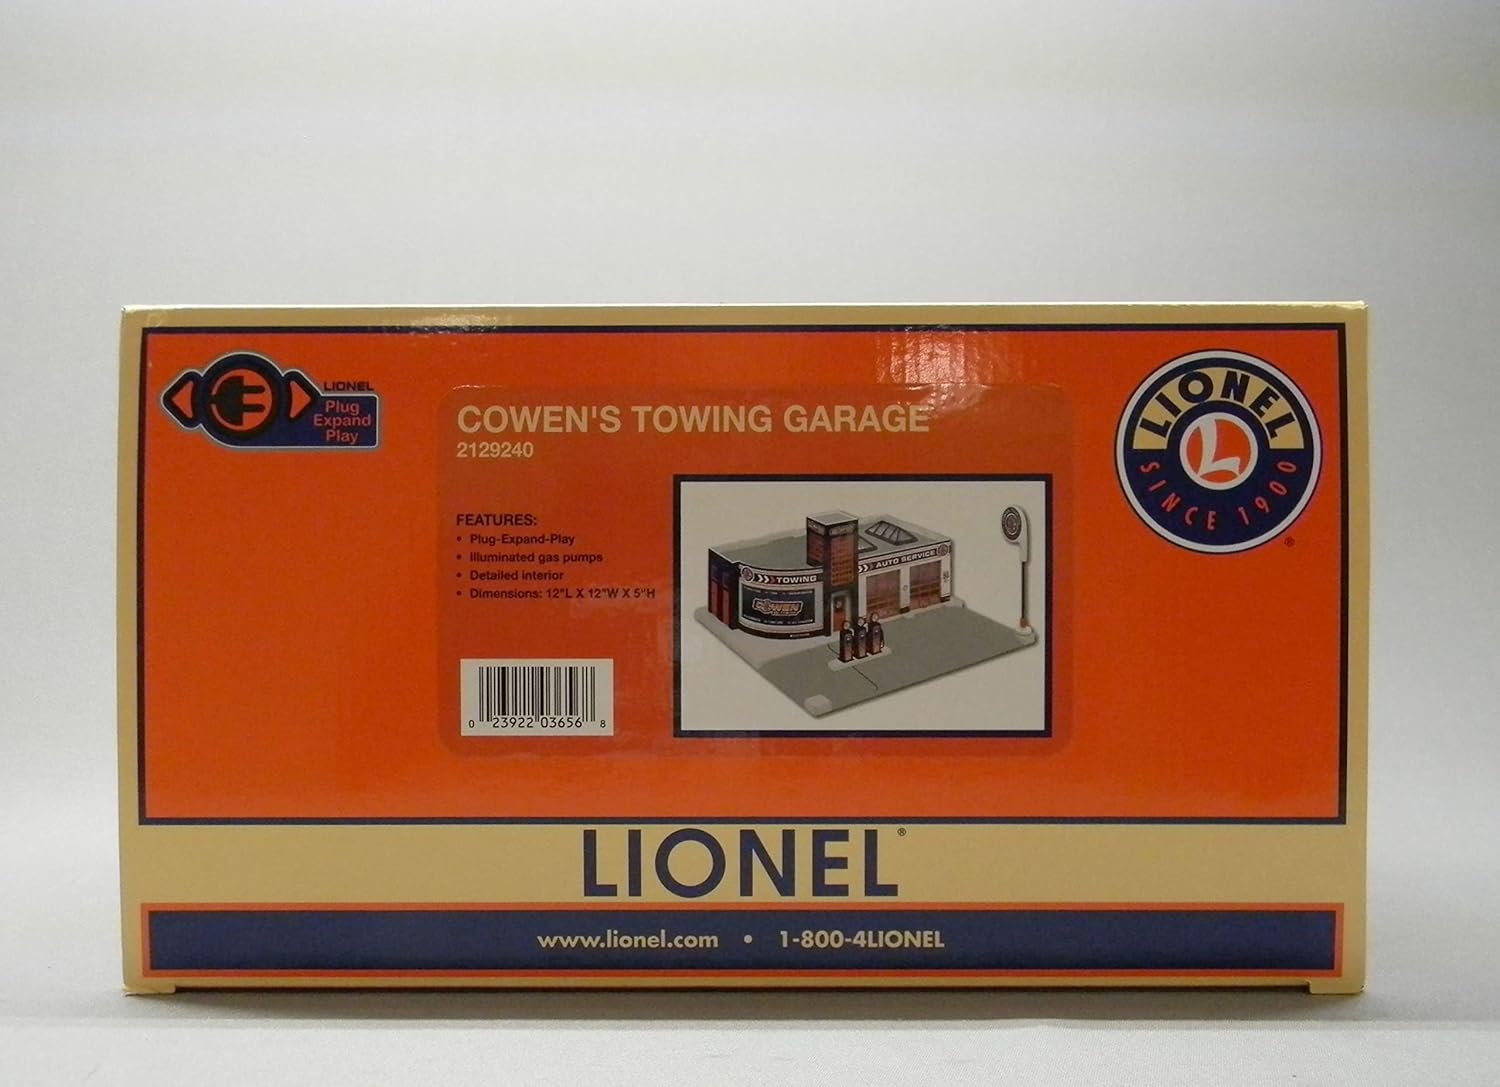 LIONEL
Plug
Expand
Play
COWEN'S TOWING GARAGE
2129240
FEATURES:
• Plug-Expand-Play
• Illuminated gas pumps
• Detailed interior
• Dimensions: 12"L X 12"W X 5"H
0 23922 03656 8
TOWING
AUTO SERVICE
COWEN
LIONEL
L
SINCE 1900
®
LIONEL®
www.lionel.com • 1-800-4LIONEL